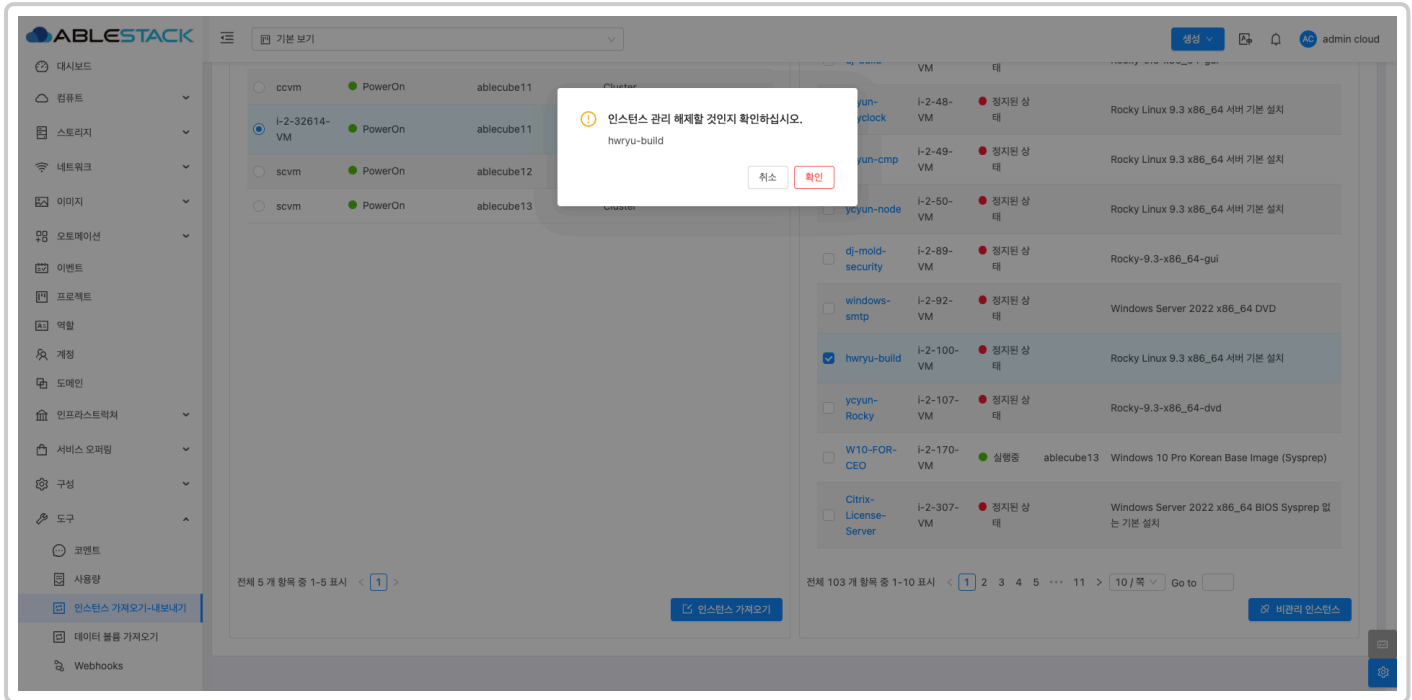 ABLESTACK
기본 보기
생성
AC
admin cloud
대시보드
컴퓨트
스토리지
네트워크
이미지
오토메이션
이벤트
프로젝트
역할
계정
도메인
인프라스트럭쳐
서비스 오퍼링
구성
도구
코멘트
사용량
인스턴스 가져오기-내보내기
데이터 볼륨 가져오기
Webhooks
ccvm PowerOn ablecube11 Cluster
i-2-32614-
VM
PowerOn ablecube11
scvm PowerOn ablecube12
scvm PowerOn ablecube13 Cluster
전체 5 개 항목 중 1-5 표시 < 1 >
인스턴스 가져오기
인스턴스 관리 해제할 것인지 확인하십시오.
hwryu-build
취소 확인
VM 태
i-2-48-
VM
정지된 상
태
Rocky Linux 9.3 x86_64 서버 기본 설치
ycyun-cmp
i-2-49-
VM
정지된 상
태
Rocky Linux 9.3 x86_64 서버 기본 설치
ycyun-node
i-2-50-
VM
정지된 상
태
Rocky Linux 9.3 x86_64 서버 기본 설치
dj-mold-
security
i-2-89-
VM
정지된 상
태
Rocky-9.3-x86_64-gui
windows-
smtp
i-2-92-
VM
정지된 상
태
Windows Server 2022 x86_64 DVD
hwryu-build
i-2-100-
VM
정지된 상
태
Rocky Linux 9.3 x86_64 서버 기본 설치
ycyun-
Rocky
i-2-107-
VM
정지된 상
태
Rocky-9.3-x86_64-dvd
W10-FOR-
CEO
i-2-170-
VM
실행중
ablecube13
Windows 10 Pro Korean Base Image (Sysprep)
Citrix-
License-
Server
i-2-307-
VM
정지된 상
태
Windows Server 2022 x86_64 BIOS Sysprep 없
는 기본 설치
전체 103 개 항목 중 1-10 표시 < 1 2 3 4 5 ••• 11 > 10 / 쪽 Go to
비관리 인스턴스